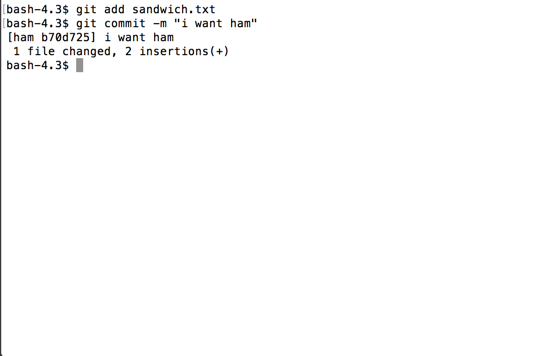 [bash-4.3$ git add sandwich.txt
[bash-4.3$ git commit -m "i want ham"
[ham b70d725] i want ham
 1 file changed, 2 insertions(+)
bash-4.3$